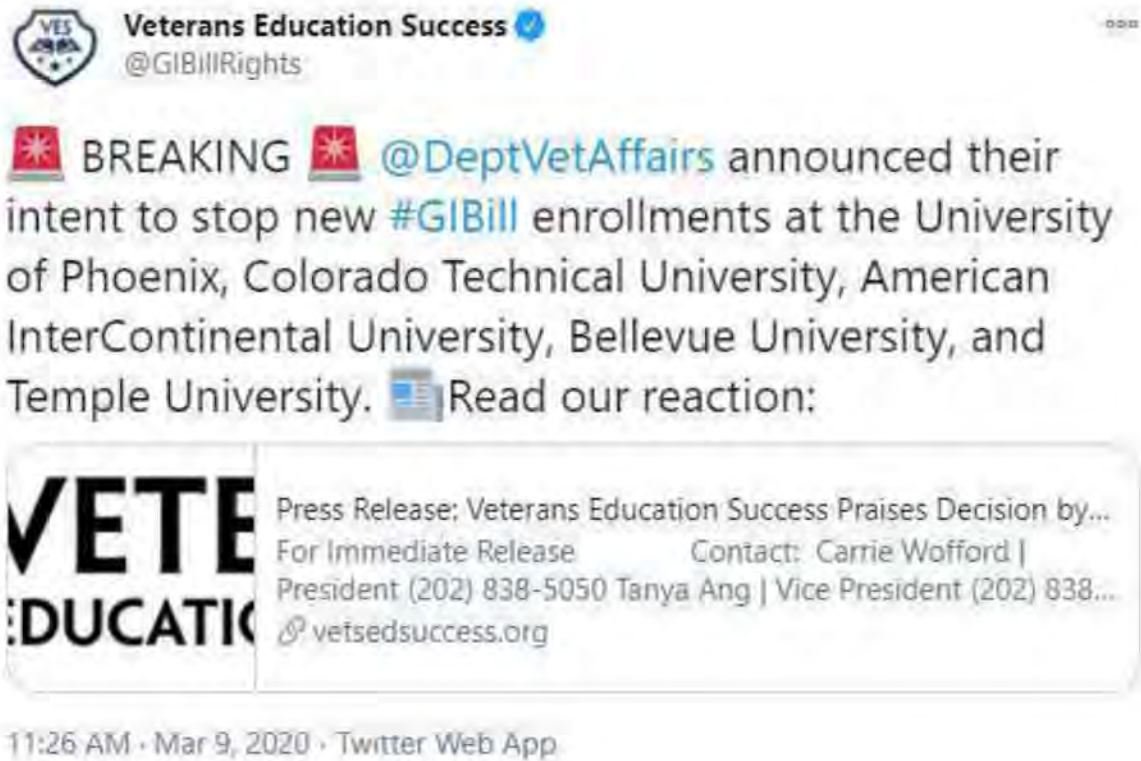 VES
Veterans Education Success
@GIBillRights
BREAKING @DeptVetAffairs announced their
intent to stop new #GIBill enrollments at the University
of Phoenix, Colorado Technical University, American
InterContinental University, Bellevue University, and
Temple University. Read our reaction:
VETE
EDUCATI
Press Release: Veterans Education Success Praises Decision by...
For Immediate Release Contact: Carrie Wofford |
President (202) 838-5050 Tanya Ang | Vice President (202) 838...
vetsedsuccess.org
11:26 AM · Mar 9, 2020 · Twitter Web App